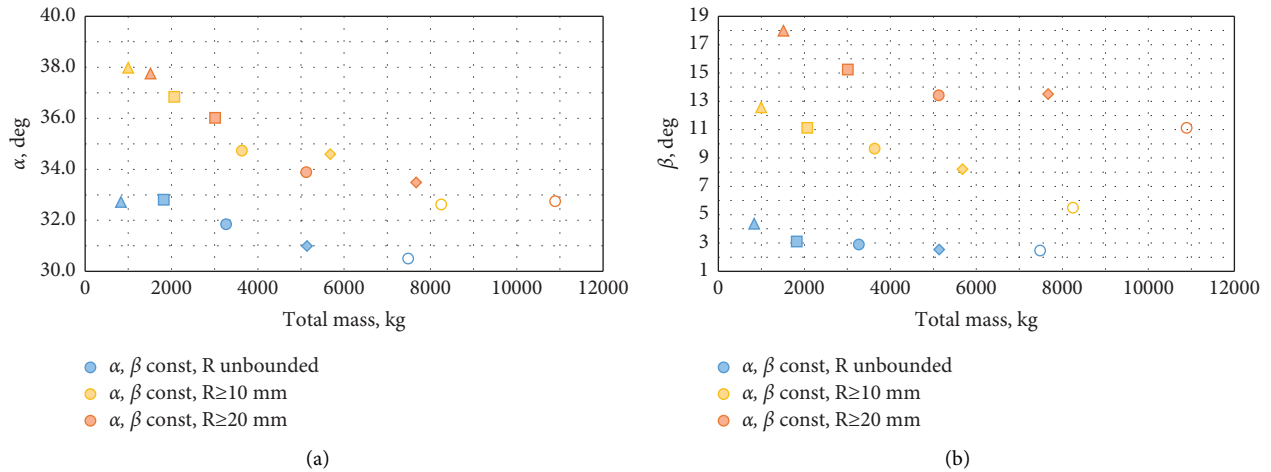 40.0
38.0
36.0
34.0
32.0
30.0
α, deg
0
2000
4000
6000
8000
10000
12000
Total mass, kg
α, β const, R unbounded
α, β const, R≥10 mm
α, β const, R≥20 mm
(a)
19
17
15
13
11
9
7
5
3
1
β, deg
0
2000
4000
6000
8000
10000
12000
Total mass, kg
α, β const, R unbounded
α, β const, R≥10 mm
α, β const, R≥20 mm
(b)